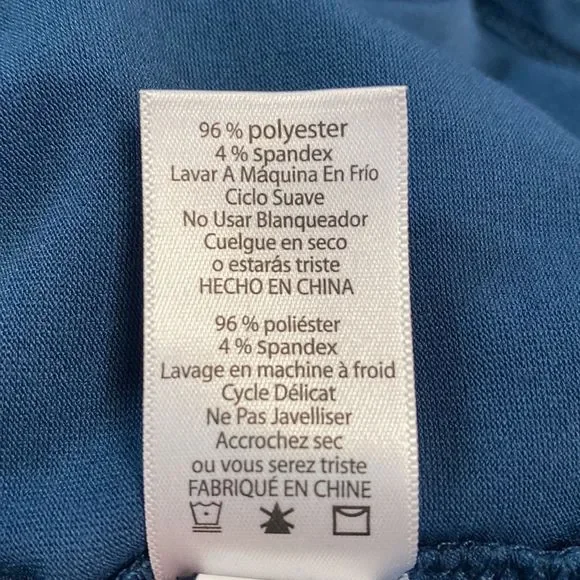 96 % polyester
4 % Spandex
Lavar A Máquina En Frío
Ciclo Suave
No Usar Blanqueador
Cuelgue en seco
o estarás triste
HECHO EN CHINA
96 % poliéster
4 % Spandex
Lavage en machine à froid
Cycle Délicat
Ne Pas Javelliser
Accrochez sec
ou vous serez triste
FABRIQUÉ EN CHINE